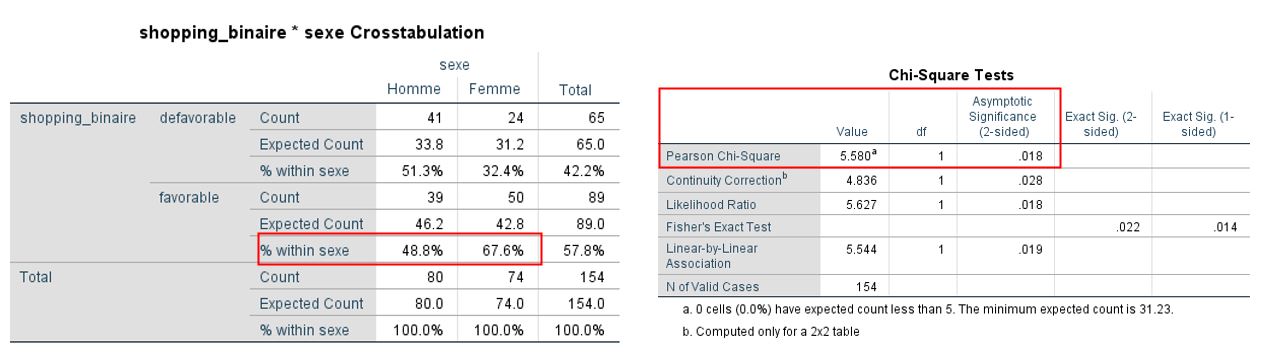 shopping_binaire * sexe Crosstabulation
sexe
Homme Femme Total
shopping_binaire defavorable Count 41 24 65
Expected Count 33.8 31.2 65.0
% within sexe 51.3% 32.4% 42.2%
favorable Count 39 50 89
Expected Count 46.2 42.8 89.0
% within sexe 48.8% 67.6% 57.8%
Total Count 80 74 154
Expected Count 80.0 74.0 154.0
% within sexe 100.0% 100.0% 100.0%
Chi-Square Tests
Value df Asymptotic Significance (2-sided) Exact Sig. (2-sided) Exact Sig. (1-sided)
Pearson Chi-Square 5.580a 1 .018
Continuity Correctionb 4.836 1 .028
Likelihood Ratio 5.627 1 .018
Fisher's Exact Test .022 .014
Linear-by-Linear Association 5.544 1 .019
N of Valid Cases 154
a. 0 cells (0.0%) have expected count less than 5. The minimum expected count is 31.23.
b. Computed only for a 2x2 table